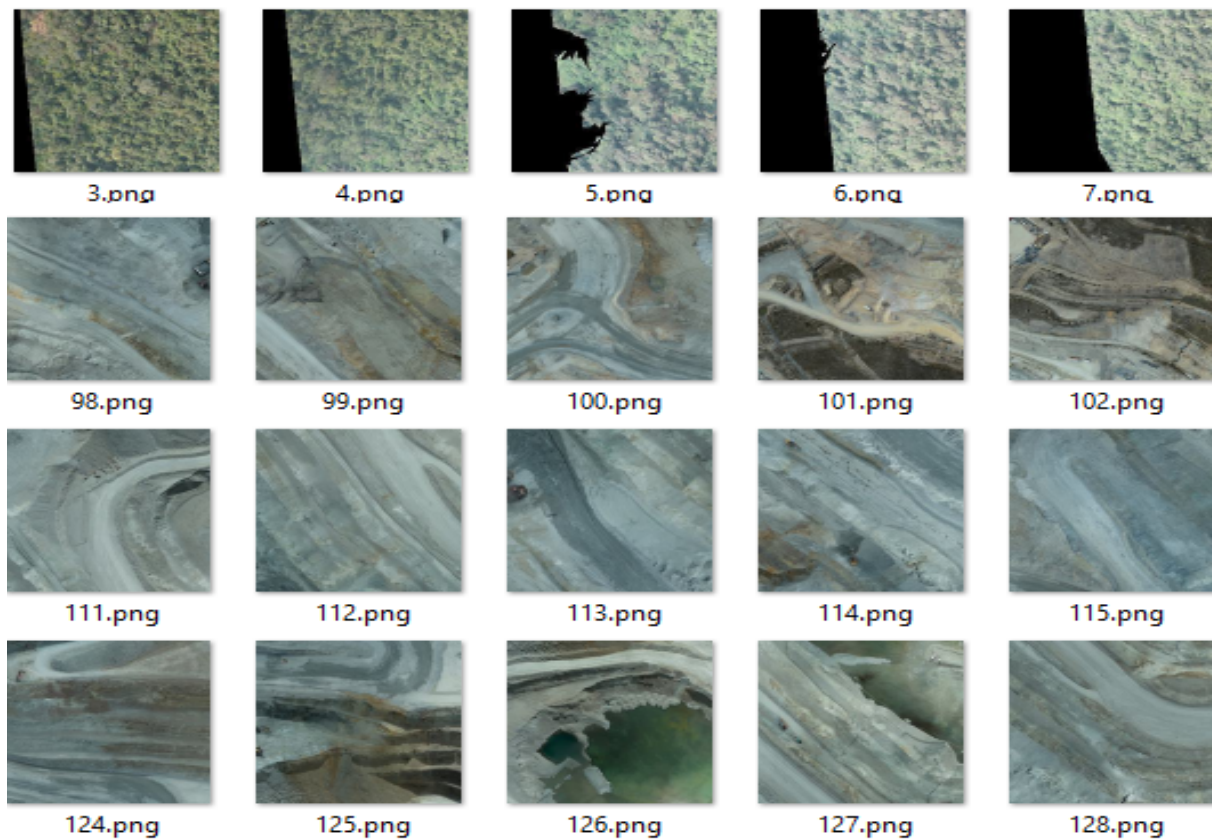 3.png 4.png 5.png 6.png 7.png
98.png 99.png 100.png 101.png 102.png
111.png 112.png 113.png 114.png 115.png
124.png 125.png 126.png 127.png 128.png